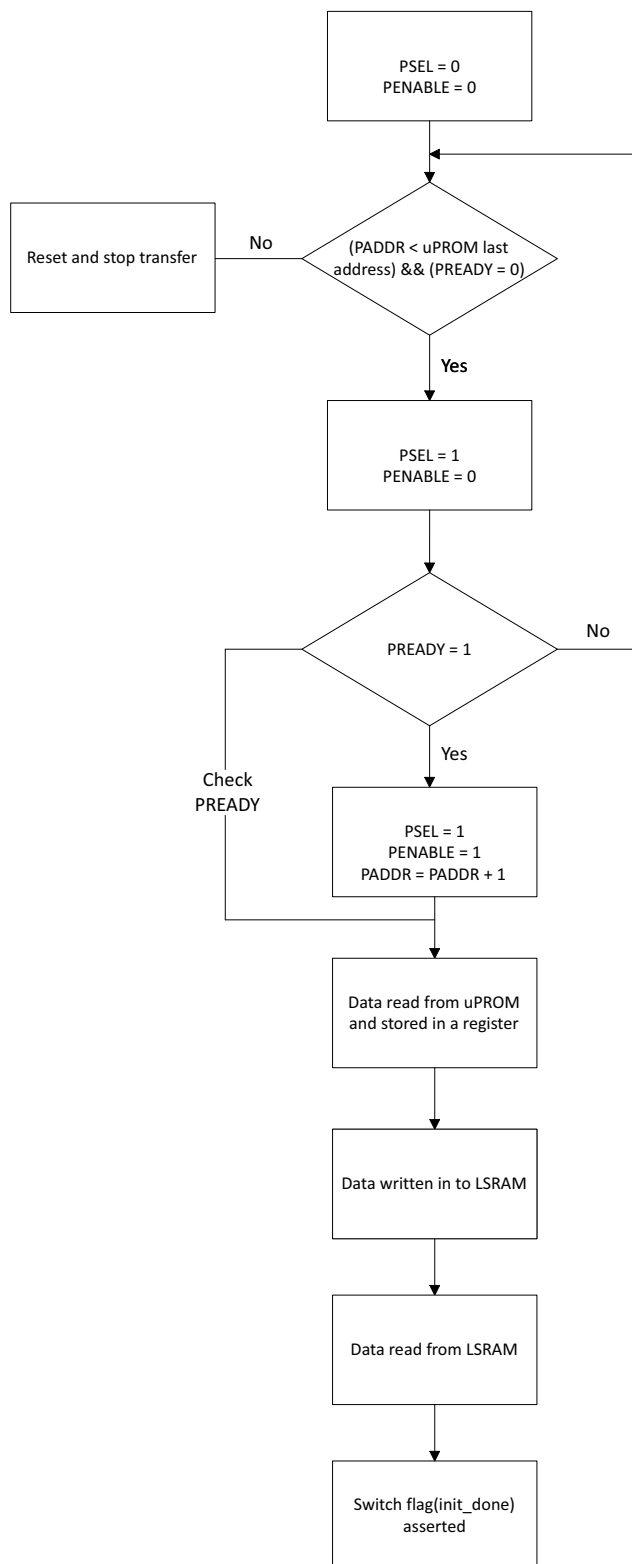 PSEL = 0
PENABLE = 0
Reset and stop transfer
No
(PADDR < uPROM last
address) && (PREADY = 0)
Yes
PSEL = 1
PENABLE = 0
PREADY = 1
No
Yes
Check
PREADY
PSEL = 1
PENABLE = 1
PADDR = PADDR + 1
Data read from uPROM
and stored in a register
Data written in to LSRAM
Data read from LSRAM
Switch flag(init_done)
asserted